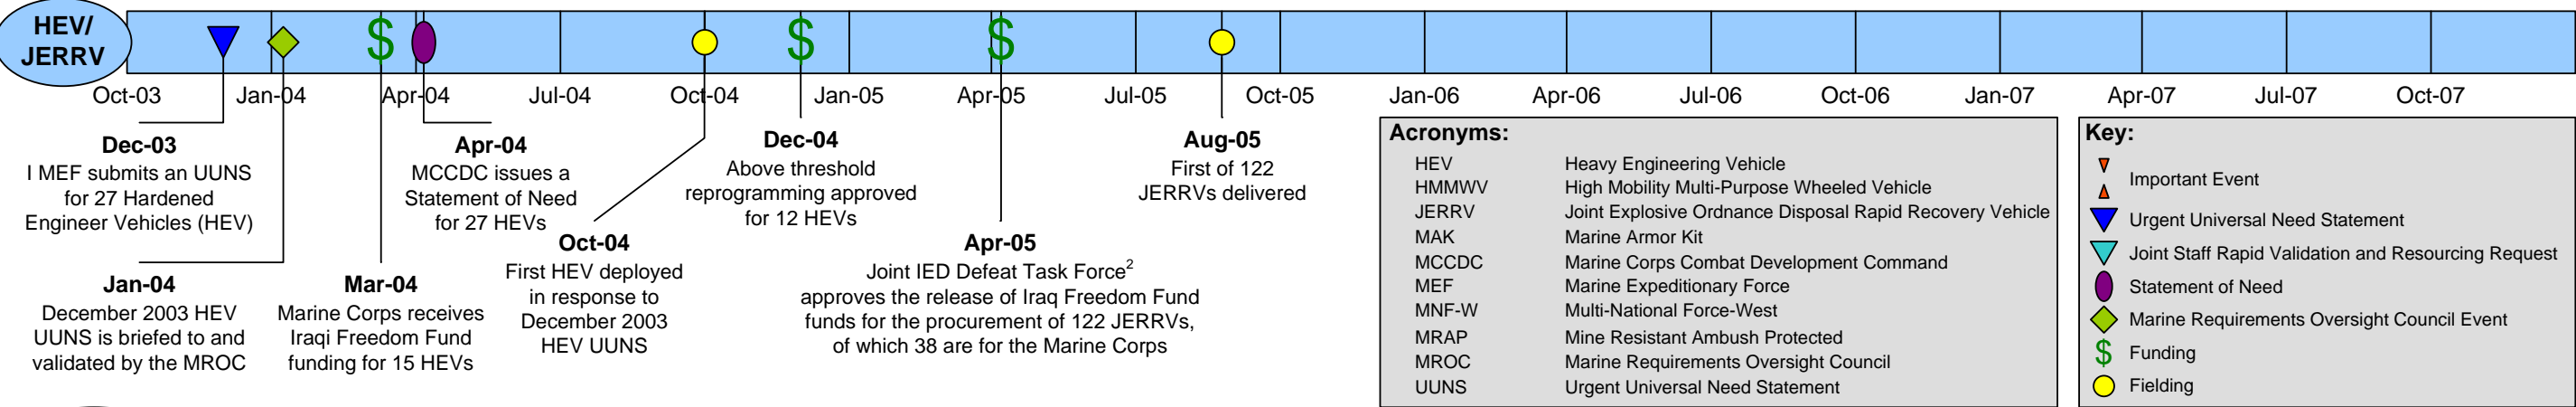 HEV/
JERRV
Oct-03
Jan-04
Apr-04
Jul-04
Oct-04
Jan-05
Apr-05
Jul-05
Oct-05
Jan-06
Apr-06
Jul-06
Oct-06
Jan-07
Apr-07
Jul-07
Oct-07
Dec-03
I MEF submits an UUNS
for 27 Hardened
Engineer Vehicles (HEV)
Jan-04
December 2003 HEV
UUNS is briefed to and
validated by the MROC
Mar-04
Marine Corps receives
Iraqi Freedom Fund
funding for 15 HEVs
Apr-04
MCCDC issues a
Statement of Need
for 27 HEVs
Oct-04
First HEV deployed
in response to
December 2003
HEV UUNS
Dec-04
Above threshold
reprogramming approved
for 12 HEVs
Apr-05
Joint IED Defeat Task Force2
approves the release of Iraq Freedom Fund
funds for the procurement of 122 JERRVs,
of which 38 are for the Marine Corps
Aug-05
First of 122
JERRVs delivered
Acronyms:
HEV Heavy Engineering Vehicle
HMMWV High Mobility Multi-Purpose Wheeled Vehicle
JERRV Joint Explosive Ordnance Disposal Rapid Recovery Vehicle
MAK Marine Armor Kit
MCCDC Marine Corps Combat Development Command
MEF Marine Expeditionary Force
MNF-W Multi-National Force-West
MRAP Mine Resistant Ambush Protected
MROC Marine Requirements Oversight Council
UUNS Urgent Universal Need Statement
Key:
Important Event
Urgent Universal Need Statement
Joint Staff Rapid Validation and Resourcing Request
Statement of Need
Marine Requirements Oversight Council Event
$ Funding
Fielding